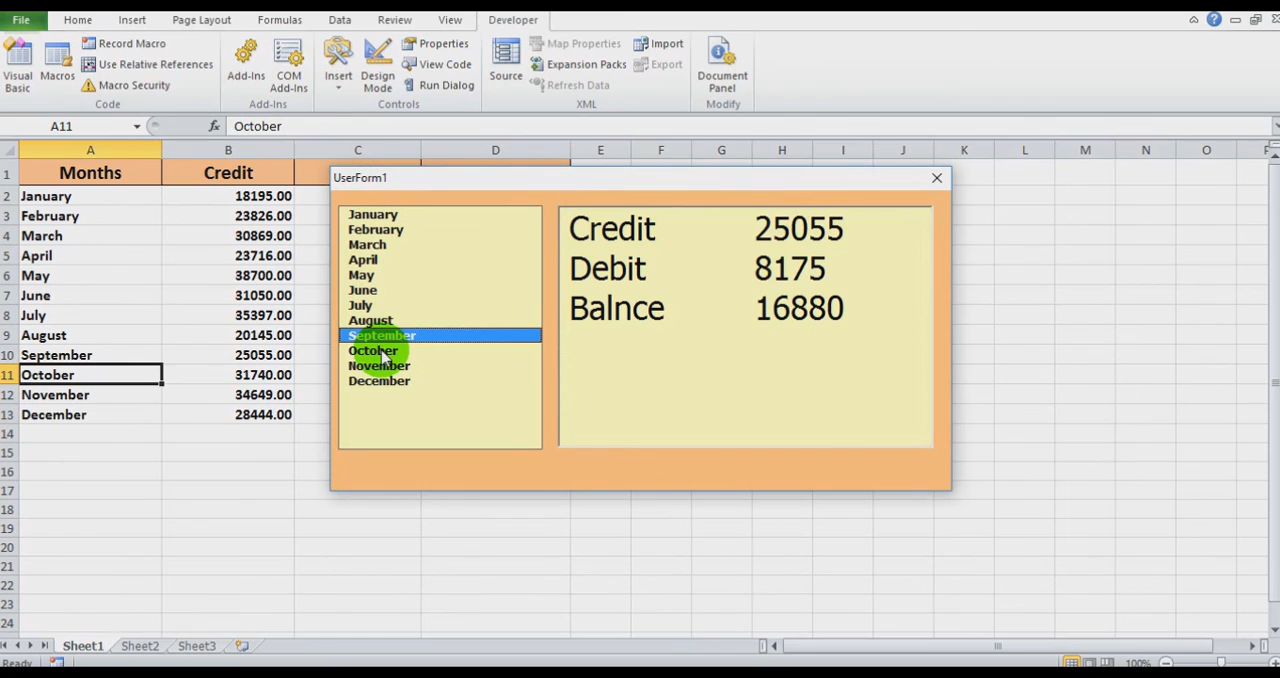 File Home Insert Page Layout Formulas Data Review View Developer
Record Macro
Use Relative References
Macro Security
Visual Basic
Macros
Code
Add-Ins
COM Add-Ins
Add-Ins
Insert
Design Mode
Properties
View Code
Run Dialog
Controls
Source
Map Properties
Expansion Packs
Refresh Data
Import
Export
XML
Document Panel
Modify
A11 fx October
A B C D E F G H I J K L M N O
1 Months Credit
2 January 18195.00
3 February 23826.00
4 March 30869.00
5 April 23716.00
6 May 38700.00
7 June 31050.00
8 July 35397.00
9 August 20145.00
10 September 25055.00
11 October 31740.00
12 November 34649.00
13 December 28444.00
14
15
16
17
18
19
20
21
22
23
24
UserForm1
January
February
March
April
May
June
July
August
September
October
November
December
Credit 25055
Debit 8175
Balnce 16880
Sheet1 Sheet2 Sheet3
Ready 100%